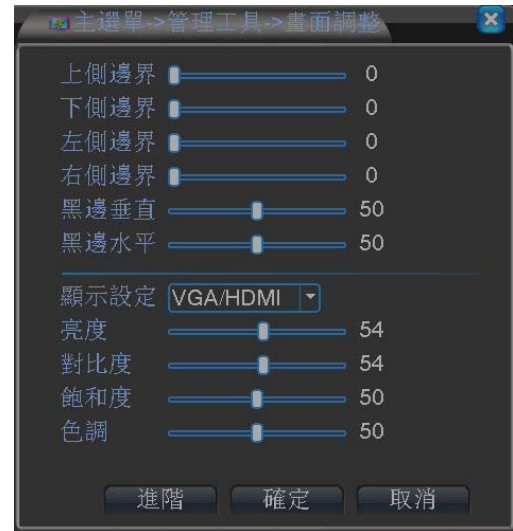 主選單->管理工具->畫面調整
上側邊界 0
下側邊界 0
左側邊界 0
右側邊界 0
黑邊垂直 50
黑邊水平 50
顯示設定 VGA/HDMI
亮度 54
對比度 54
飽和度 50
色調 50
進階 確定 取消